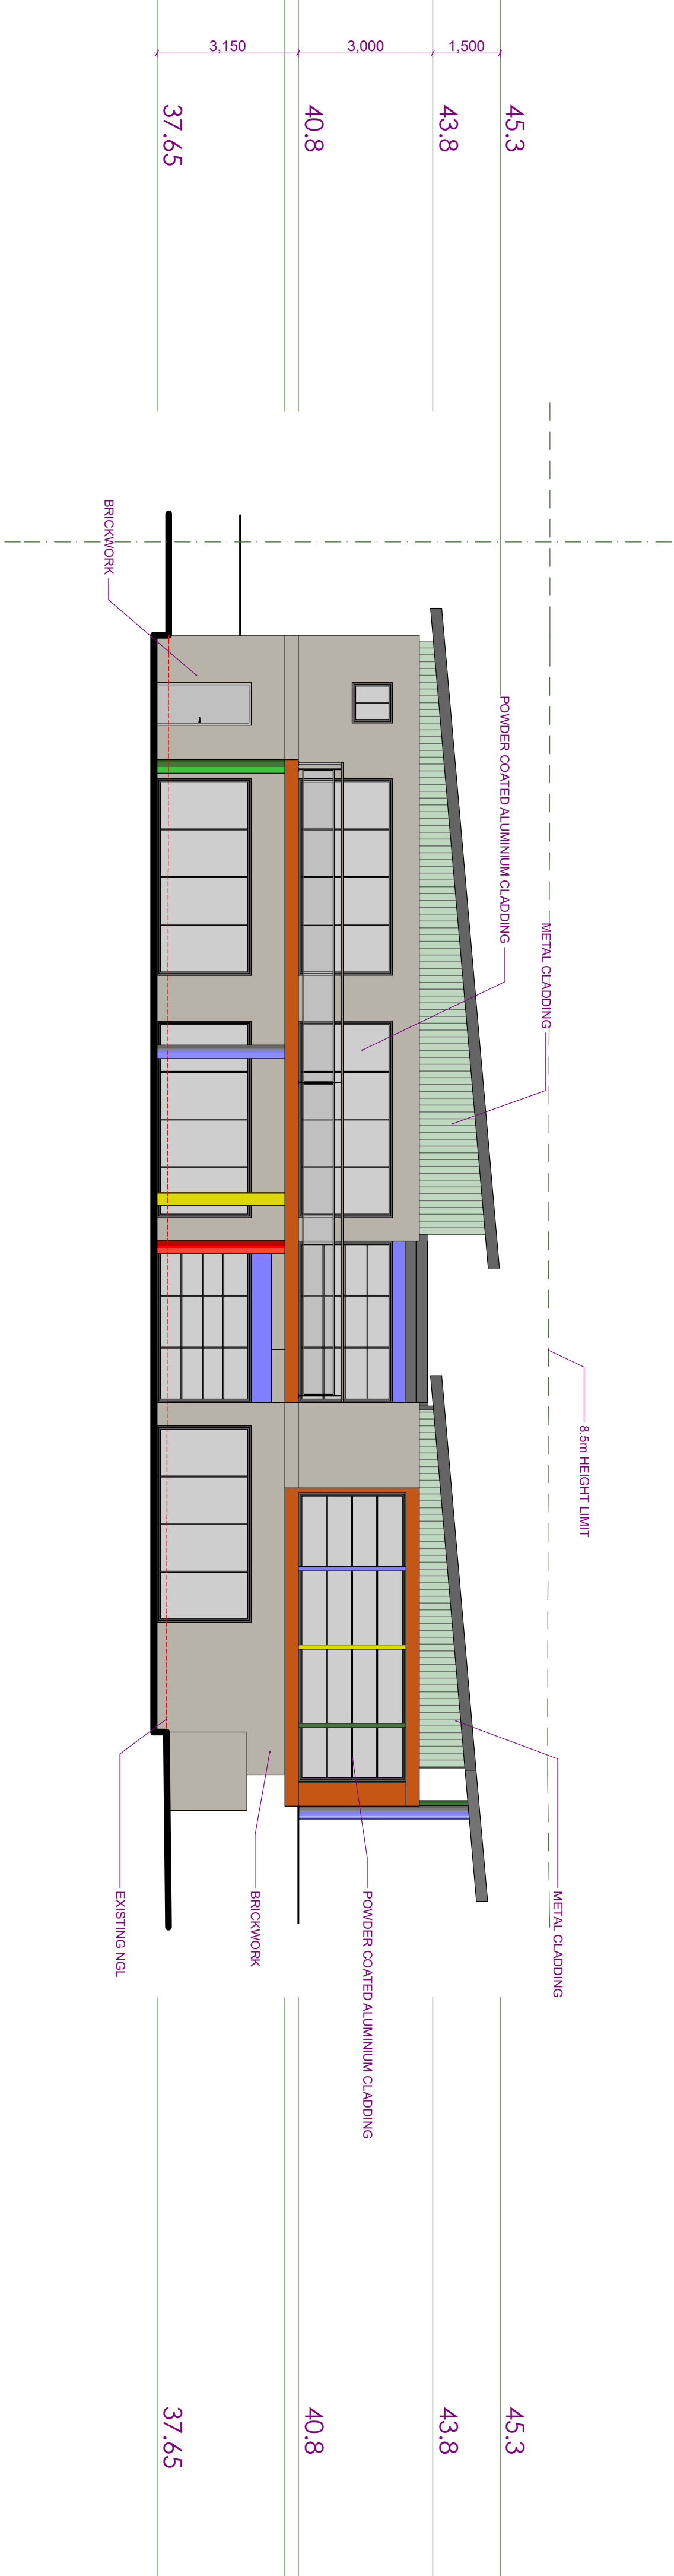 3,150
3,000
1,500
37.65
40.8
43.8
45.3
BRICKWORK
POWDER COATED ALUMINIUM CLADDING
METAL CLADDING
8.5m HEIGHT LIMIT
METAL CLADDING
POWDER COATED ALUMINIUM CLADDING
BRICKWORK
EXISTING NGL
37.65
40.8
43.8
45.3